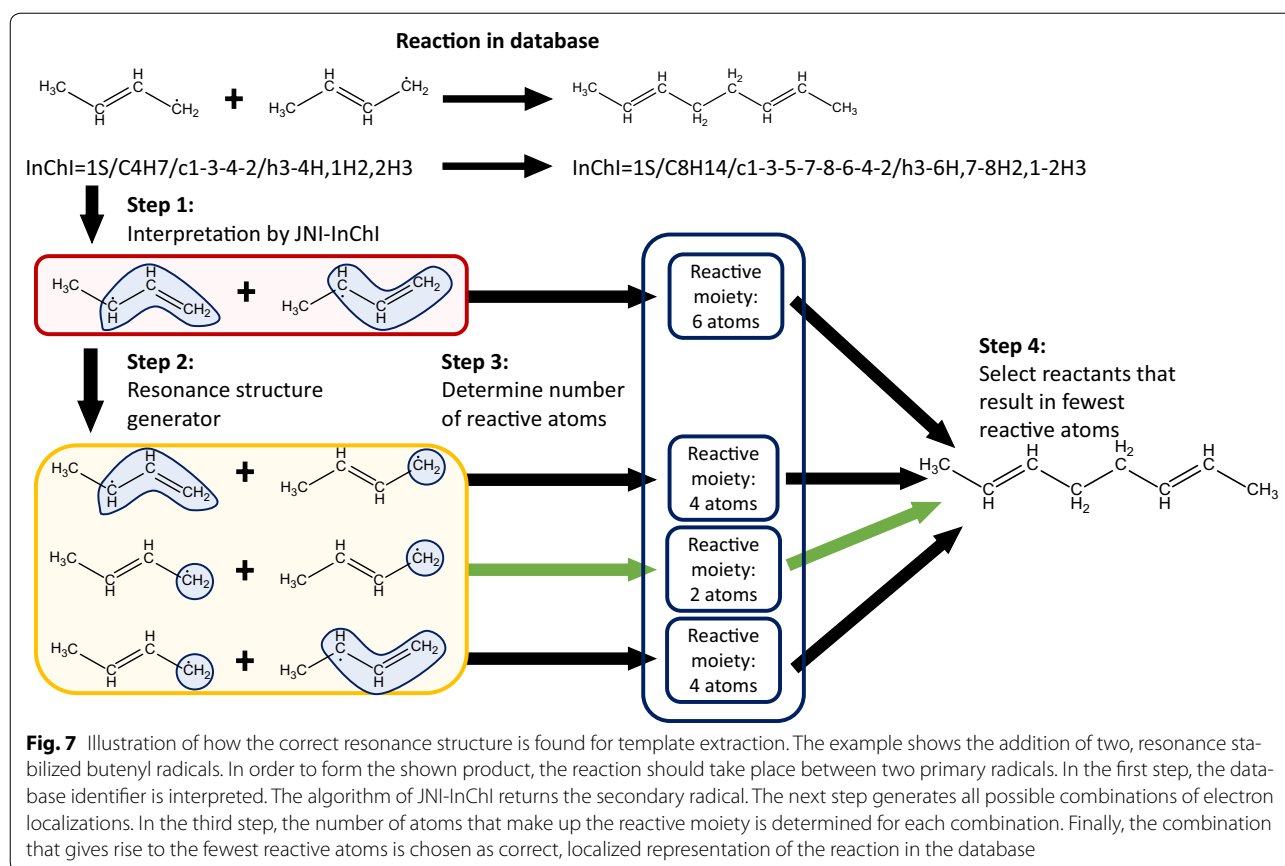 Reaction in database
H3C H H ĊH2 + H3C H H ĊH2 H3C H H H2 C C H2 H H CH3
InChI=1S/C4H7/c1-3-4-2/h3-4H,1H2,2H3 InChI=1S/C8H14/c1-3-5-7-8-6-4-2/h3-6H,7-8H2,1-2H3
Step 1:
Interpretation by JNI-InChI
H3C ĊH H CH2 + H3C H Ċ H CH2
Reactive
moiety:
6 atoms
Step 2:
Resonance structure
generator
Step 3:
Determine number
of reactive atoms
Step 4:
Select reactants that
result in fewest
reactive atoms
H3C ĊH H CH2 + H3C H H ĊH2
Reactive
moiety:
4 atoms
H3C H H H2 C C H2 H H CH3
H3C H H ĊH2 + H3C H H ĊH2
Reactive
moiety:
2 atoms
H3C H H ĊH2 + H3C H Ċ H CH2
Reactive
moiety:
4 atoms
Fig. 7 Illustration of how the correct resonance structure is found for template extraction. The example shows the addition of two, resonance sta-
bilized butenyl radicals. In order to form the shown product, the reaction should take place between two primary radicals. In the first step, the data-
base identifier is interpreted. The algorithm of JNI-InChI returns the secondary radical. The next step generates all possible combinations of electron
localizations. In the third step, the number of atoms that make up the reactive moiety is determined for each combination. Finally, the combination
that gives rise to the fewest reactive atoms is chosen as correct, localized representation of the reaction in the database